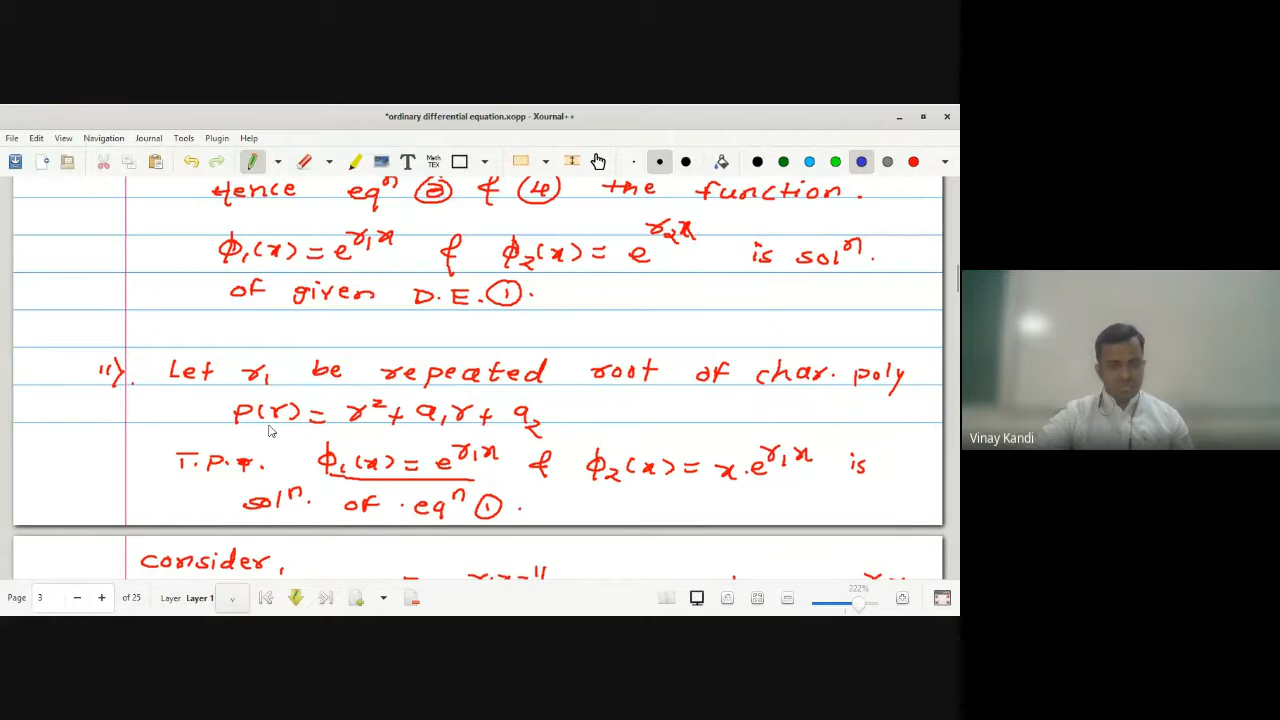 *ordinary differential equation.xopp - Xournal++
File Edit View Navigation Journal Tools Plugin Help
Hence eqⁿ ③ & ④ the function.
ϕ₁(x) = e^{r₁x} & ϕ₂(x) = e^{r₂x} is solⁿ.
of given D.E. ①.
ii). Let r₁ be repeated root of char. poly
p(r) = r² + a₁r + a₂
T.P.T. ϕ₁(x) = e^{r₁x} & ϕ₂(x) = x.e^{r₁x} is
solⁿ. of eqⁿ ①.
consider,
Page 3 of 25 Layer Layer 1 222%
Vinay Kandi